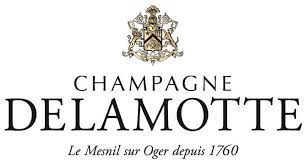 CHAMPAGNE
DELAMOTTE
Le Mesnil sur Oger depuis 1760